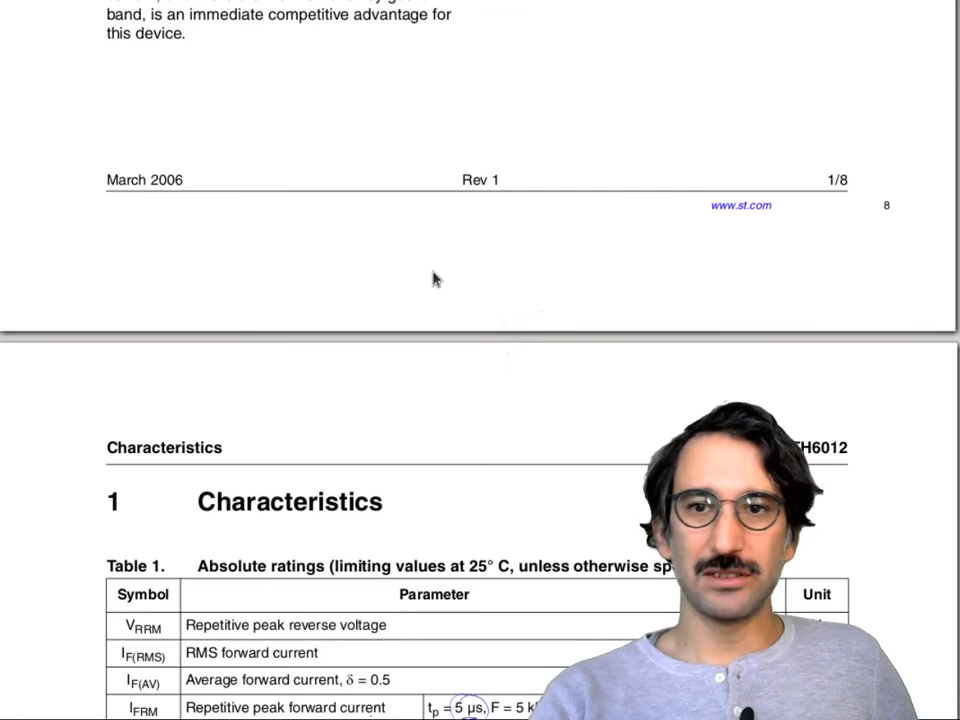 band, is an immediate competitive advantage for
this device.
March 2006 Rev 1 1/8
www.st.com 8
Characteristics H6012
1 Characteristics
Table 1. Absolute ratings (limiting values at 25° C, unless otherwise sp
Symbol Parameter Unit
VRRM Repetitive peak reverse voltage
IF(RMS) RMS forward current
IF(AV) Average forward current, δ = 0.5
IFRM Repetitive peak forward current tp = 5 µs, F = 5 k